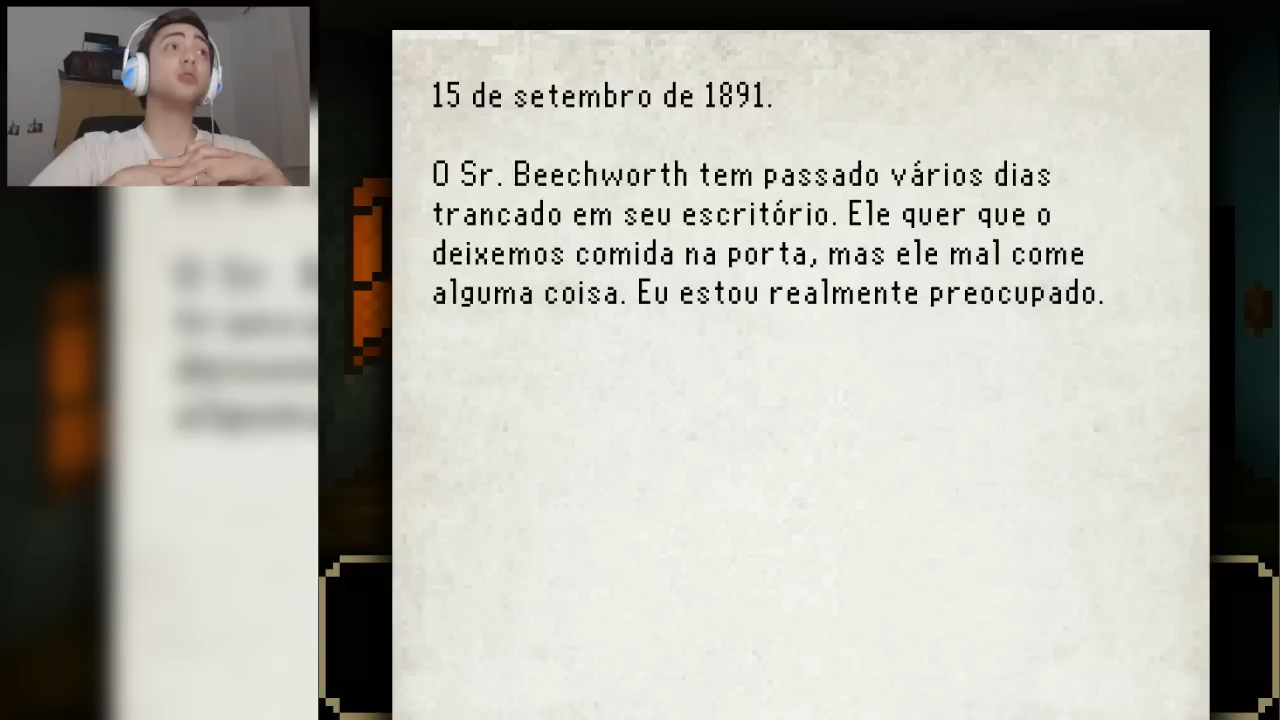 15 de setembro de 1891.
O Sr. Beechworth tem passado vários dias
trancado em seu escritório. Ele quer que o
deixemos comida na porta, mas ele mal come
alguma coisa. Eu estou realmente preocupado.